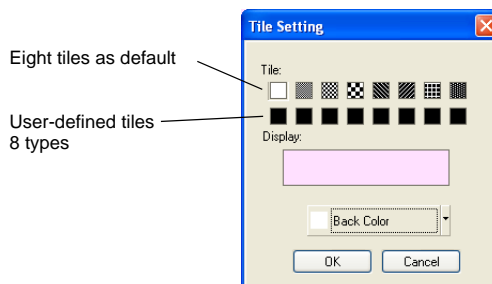 Tile Setting
Eight tiles as default
Tile:
User-defined tiles
8 types
Display:
Back Color
OK
Cancel